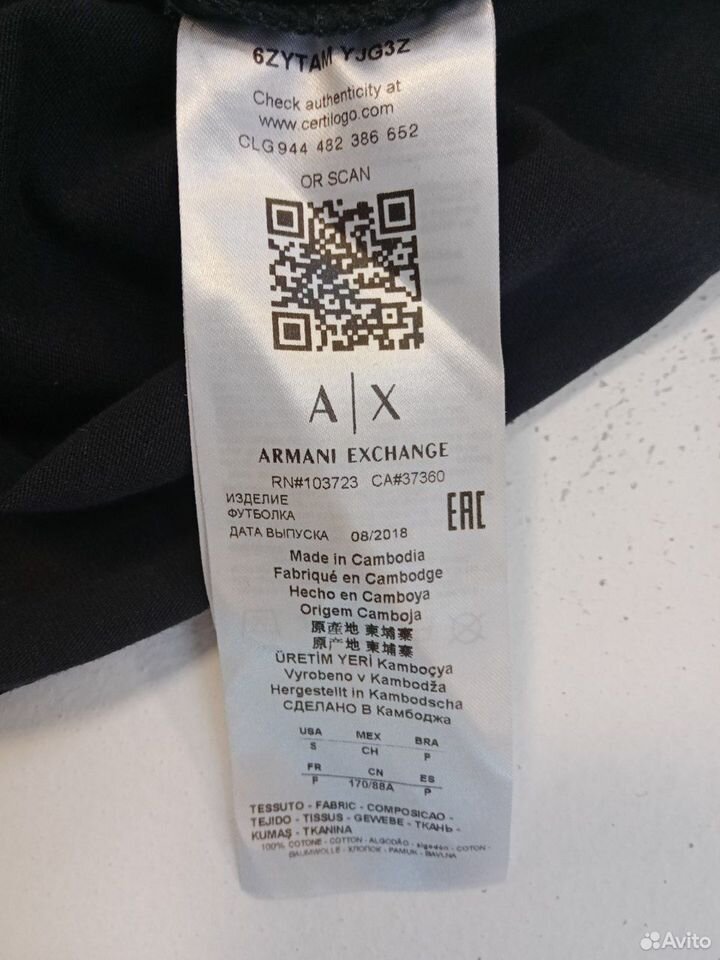 6ZYTAM YJG3Z
Check authenticity at
www.certilogo.com
CLG 944 482 386 652
OR SCAN
A|X
ARMANI EXCHANGE
RN#103723 CA#37360
ИЗДЕЛИЕ
ФУТБОЛКА
EAC
ДАТА ВЫПУСКА 08/2018
Made in Cambodia
Fabriqué en Cambodge
Hecho en Camboya
Origem Camboja
原產地 柬埔寨
原产地 柬埔寨
ÜRETİM YERİ Kamboçya
Vyrobeno v Kambodža
Hergestellt in Kambodscha
СДЕЛАНО В Камбоджа
USA MEX BRA
S CH P
FR CN ES
P 170/88A P
TESSUTO - FABRIC - COMPOSICAO -
TEJIDO - TISSUS - GEWEBE - ТКАНЬ -
KUMAŞ - TKANINA
100% COTONE - COTTON - ALGODÃO - algodón - COTON -
BAUMWOLLE - ХЛОПОК - PAMUK - BAVLNA
Avito